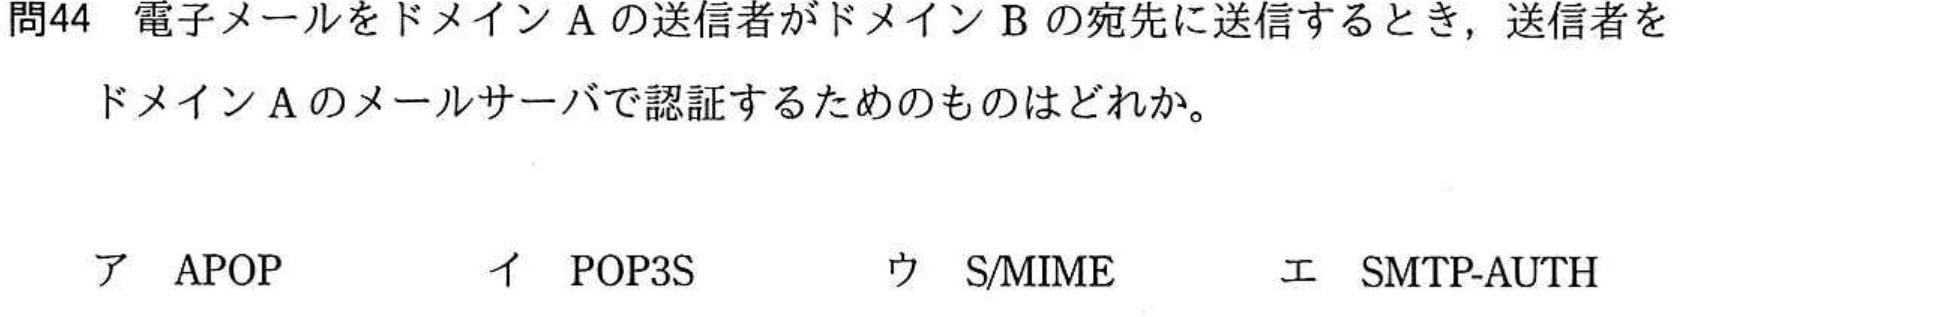 問44 電子メールをドメイン A の送信者がドメイン B の宛先に送信するとき，送信者を
ドメイン A のメールサーバで認証するためのものはどれか。
ア APOP イ POP3S ウ S/MIME エ SMTP-AUTH